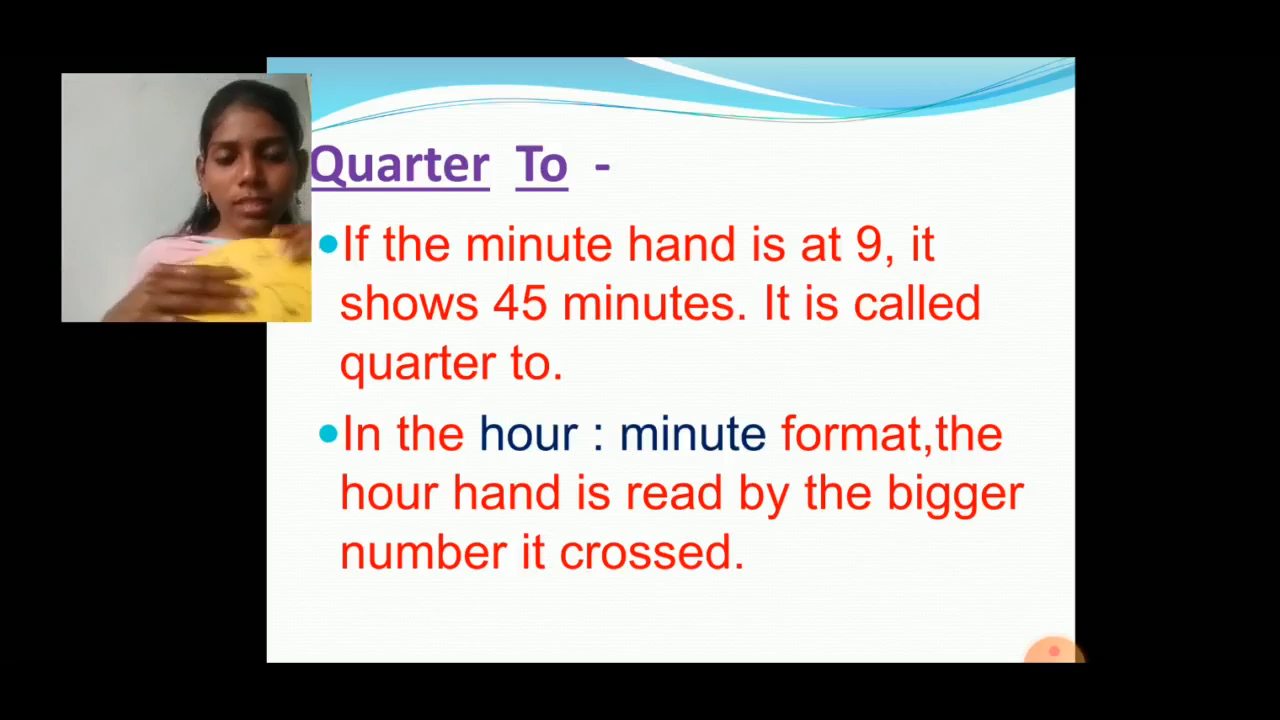 Quarter To -
•If the minute hand is at 9, it
shows 45 minutes. It is called
quarter to.
•In the hour : minute format,the
hour hand is read by the bigger
number it crossed.